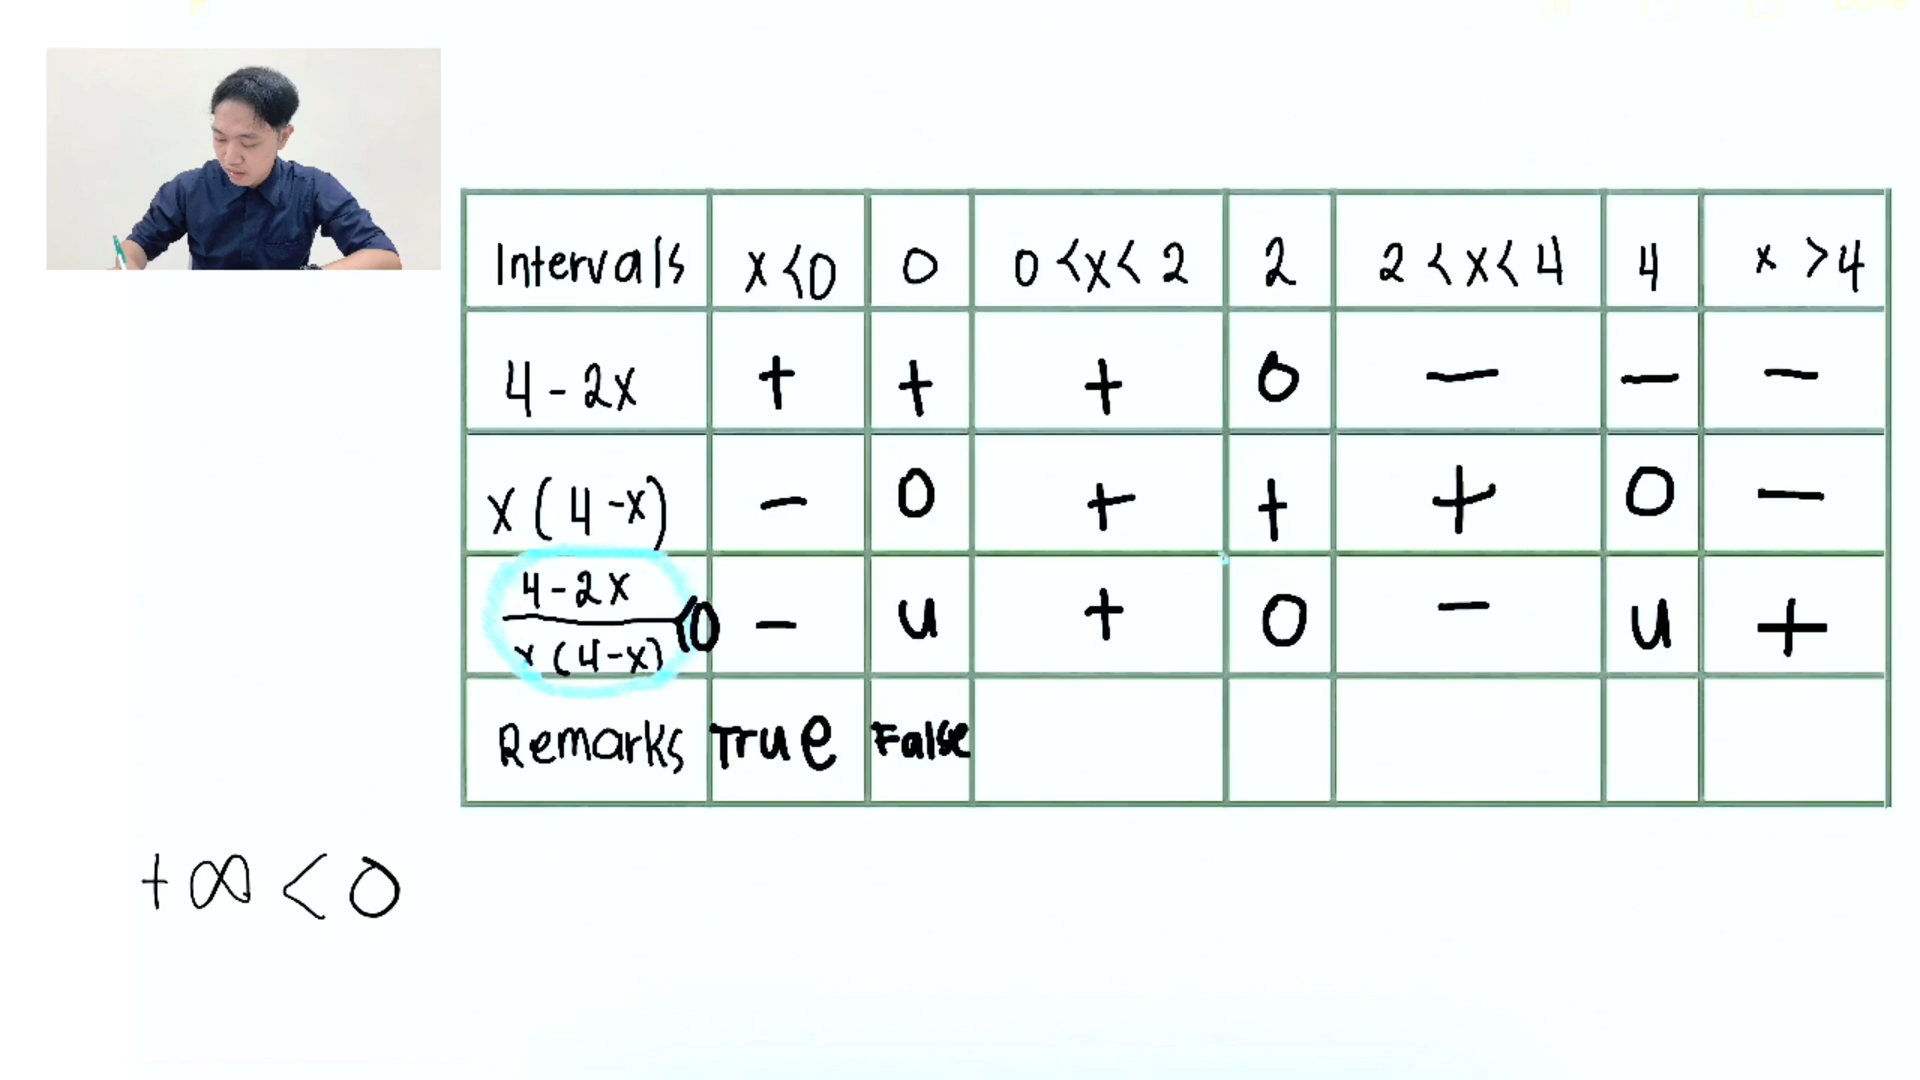 Intervals x<0 0 0<x<2 2 2<x<4 4 x>4
4-2x + + + 0 - - -
x(4-x) - 0 + + + 0 -
4-2x
x(4-x) <0 - u + 0 - u +
Remarks True False
+∞<0